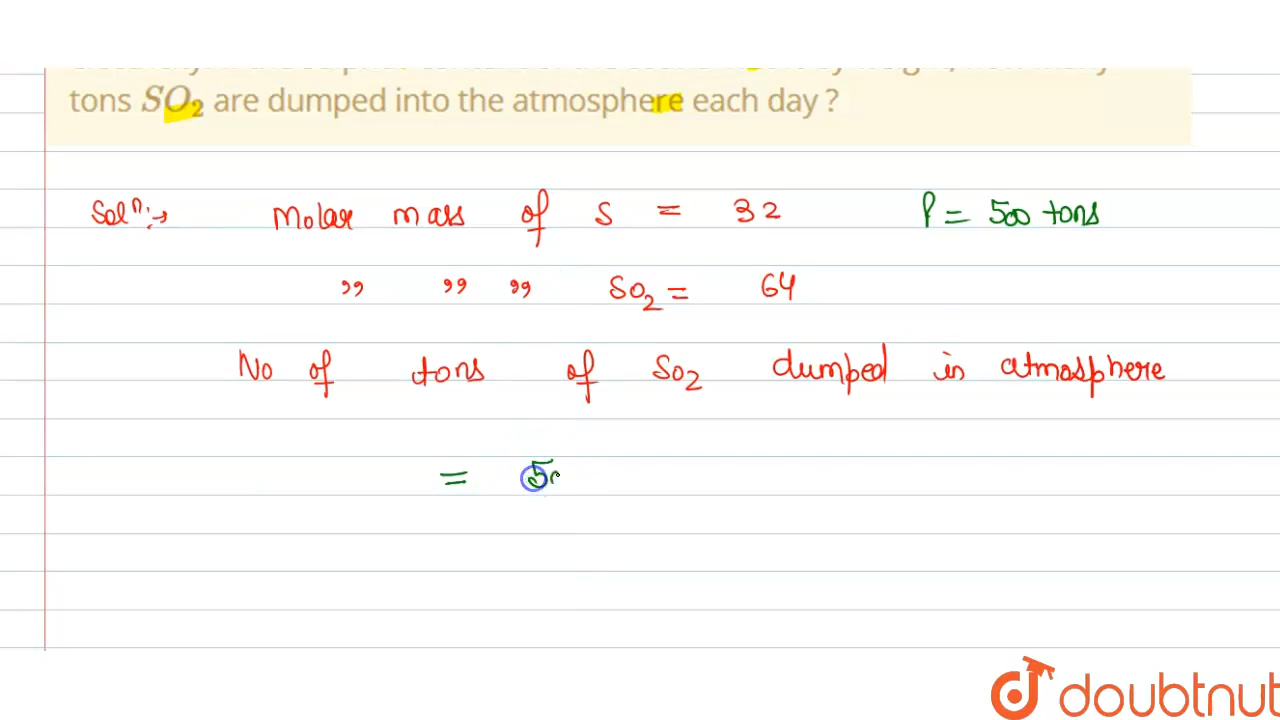 tons SO₂ are dumped into the atmosphere each day ?
Solⁿ:→ Molar mass of S = 32 P = 500 tons
,, ,, ,, SO₂ = 64
No of tons of SO₂ dumped in atmosphere
= 5
doubtnut